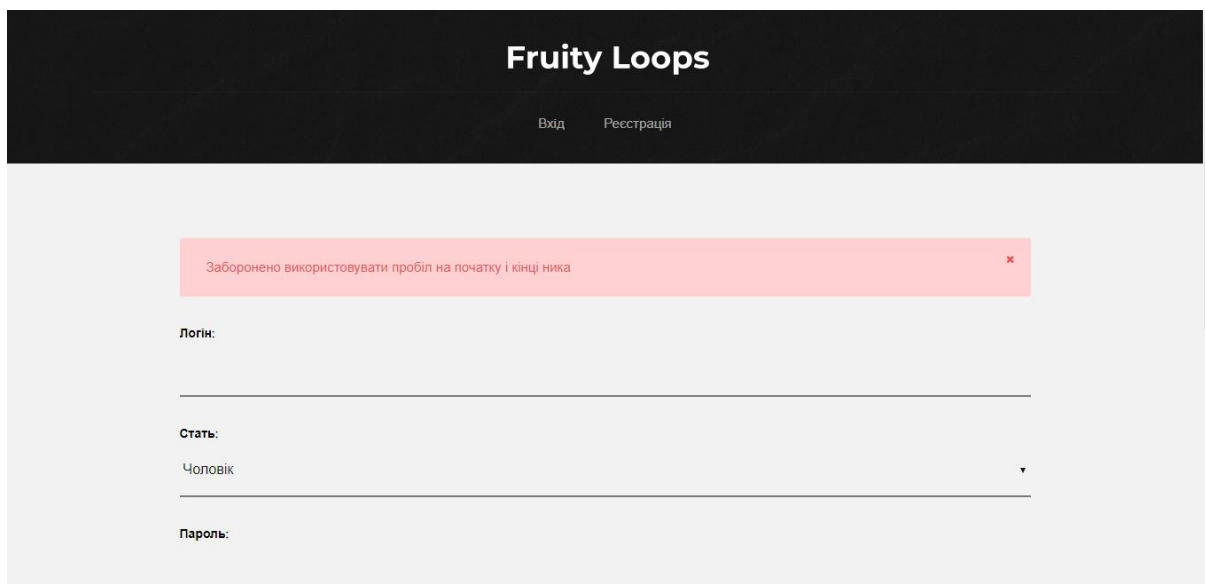 Fruity Loops
Вхід Реєстрація
Заборонено використовувати пробіл на початку і кінці ника
Логін:
Стать:
Чоловік
Пароль: